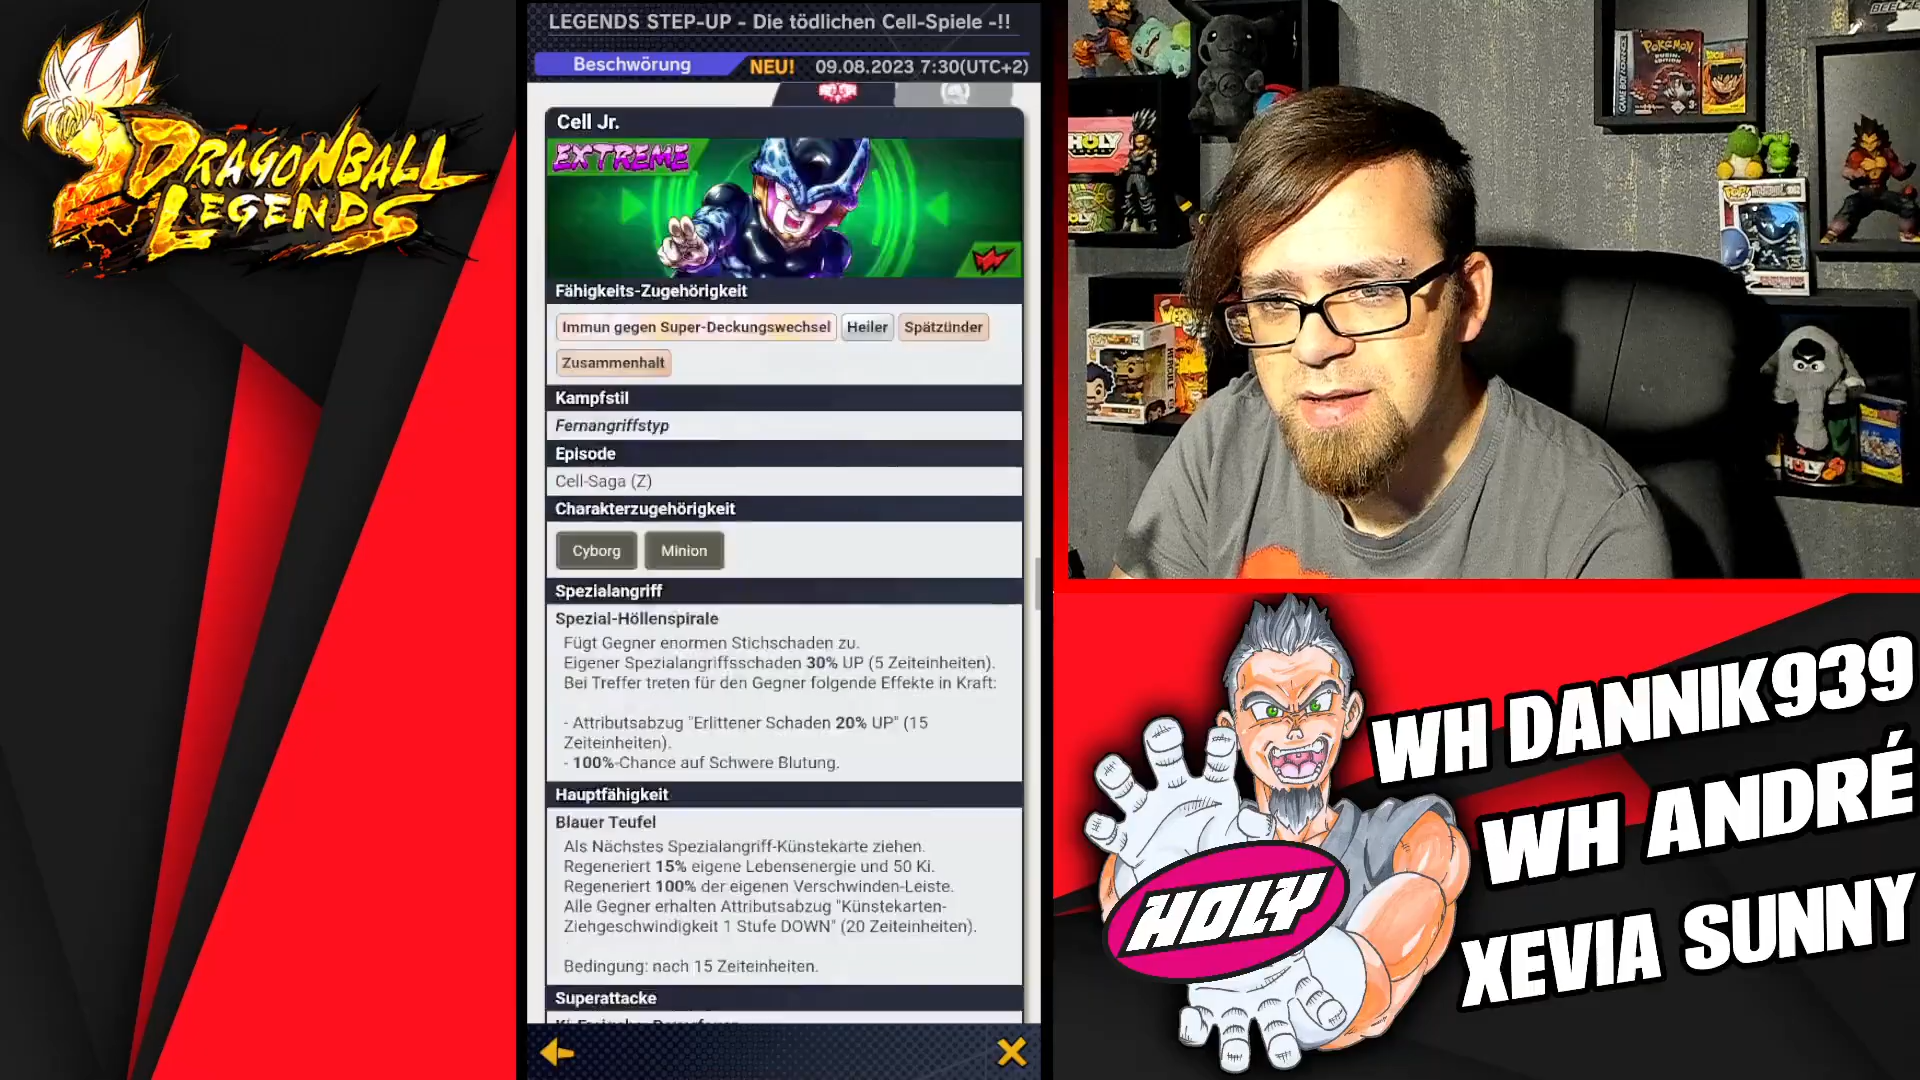 DRAGONBALL
LEGENDS
LEGENDS STEP-UP - Die tödlichen Cell-Spiele -!!
Beschwörung
NEU! 09.08.2023 7:30(UTC+2)
Cell Jr.
EXTREME
Fähigkeits-Zugehörigkeit
Immun gegen Super-Deckungswechsel
Heiler
Spätzünder
Zusammenhalt
Kampfstil
Fernangriffstyp
Episode
Cell-Saga (Z)
Charakterzugehörigkeit
Cyborg
Minion
Spezialangriff
Spezial-Höllenspirale
Fügt Gegner enormen Stichschaden zu.
Eigener Spezialangriffsschaden 30% UP (5 Zeiteinheiten).
Bei Treffer treten für den Gegner folgende Effekte in Kraft:
- Attributsabzug "Erlittener Schaden 20% UP" (15
Zeiteinheiten).
- 100%-Chance auf Schwere Blutung.
Hauptfähigkeit
Blauer Teufel
Als Nächstes Spezialangriff-Künstekarte ziehen.
Regeneriert 15% eigene Lebensenergie und 50 Ki.
Regeneriert 100% der eigenen Verschwinden-Leiste.
Alle Gegner erhalten Attributsabzug "Künstekarten-
Ziehgeschwindigkeit 1 Stufe DOWN" (20 Zeiteinheiten).
Bedingung: nach 15 Zeiteinheiten.
Superattacke
HOLY
POKéMON
HOLY
HOLY
WH DANNIK939
WH ANDRÉ
XEVIA SUNNY